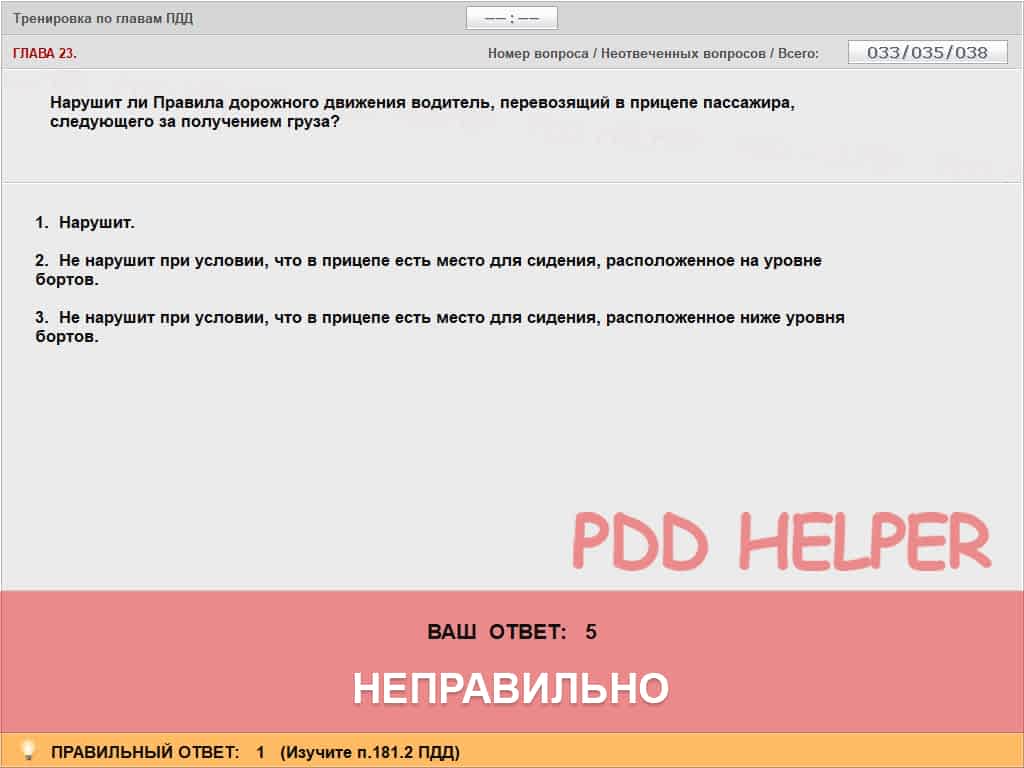 Тренировка по главам ПДД
–– : ––
ГЛАВА 23.
Номер вопроса / Неотвеченных вопросов / Всего:
033/035/038
Нарушит ли Правила дорожного движения водитель, перевозящий в прицепе пассажира,
следующего за получением груза?
1. Нарушит.
2. Не нарушит при условии, что в прицепе есть место для сидения, расположенное на уровне
бортов.
3. Не нарушит при условии, что в прицепе есть место для сидения, расположенное ниже уровня
бортов.
PDD HELPER
ВАШ ОТВЕТ: 5
НЕПРАВИЛЬНО
ПРАВИЛЬНЫЙ ОТВЕТ: 1 (Изучите п.181.2 ПДД)